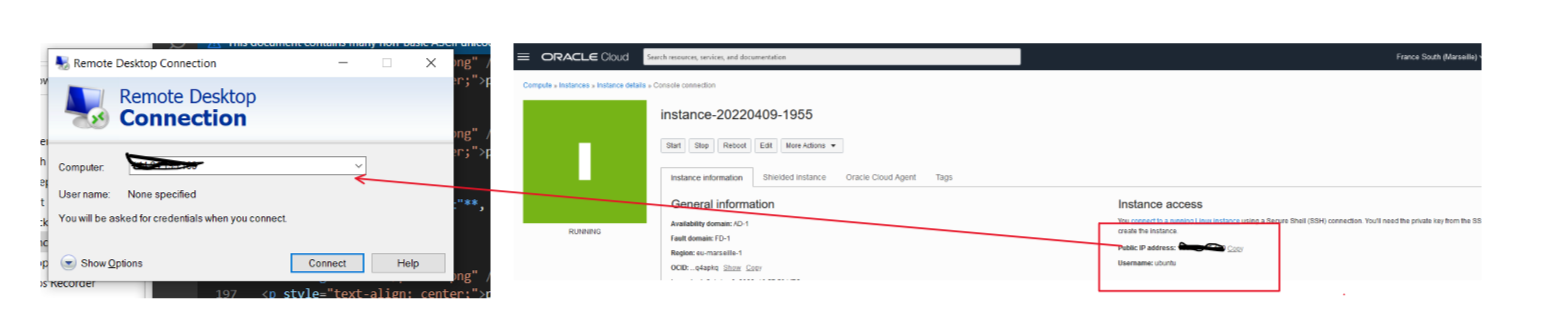 This document contains many non-basic ASCII unicod
Remote Desktop Connection
Remote Desktop
Connection
Computer:
User name: None specified
You will be asked for credentials when you connect.
Show Options
Connect
Help
s Recorder
197 <p style="text-align: center;">p
ORACLE Cloud
Search resources, services, and documentation
France South (Marseille)
Compute » Instances » Instance details » Console connection
instance-20220409-1955
Start Stop Reboot Edit More Actions
Instance information Shielded instance Oracle Cloud Agent Tags
I
RUNNING
General information
Availability domain: AD-1
Fault domain: FD-1
Region: eu-marseille-1
OCID: ...q4apkq Show Copy
Instance access
You connect to a running Linux instance using a Secure Shell (SSH) connection. You'll need the private key from the SS
create the instance.
Public IP address: Copy
Username: ubuntu